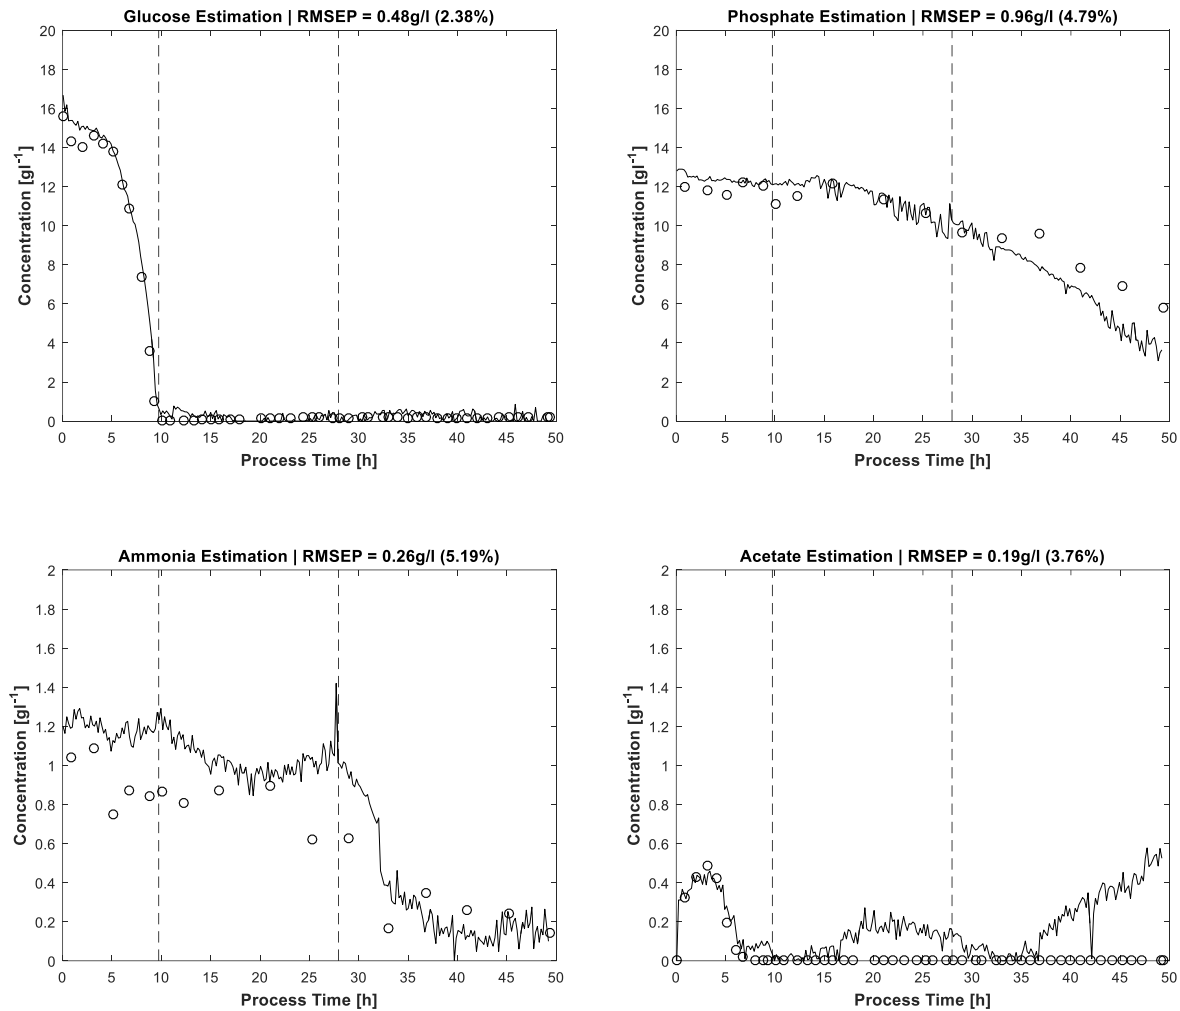 Glucose Estimation | RMSEP = 0.48g/l (2.38%)
Concentration [gl⁻¹]
20
18
16
14
12
10
8
6
4
2
0
0 5 10 15 20 25 30 35 40 45 50
Process Time [h]
Phosphate Estimation | RMSEP = 0.96g/l (4.79%)
Concentration [gl⁻¹]
20
18
16
14
12
10
8
6
4
2
0
0 5 10 15 20 25 30 35 40 45 50
Process Time [h]
Ammonia Estimation | RMSEP = 0.26g/l (5.19%)
Concentration [gl⁻¹]
2
1.8
1.6
1.4
1.2
1
0.8
0.6
0.4
0.2
0
0 5 10 15 20 25 30 35 40 45 50
Process Time [h]
Acetate Estimation | RMSEP = 0.19g/l (3.76%)
Concentration [gl⁻¹]
2
1.8
1.6
1.4
1.2
1
0.8
0.6
0.4
0.2
0
0 5 10 15 20 25 30 35 40 45 50
Process Time [h]